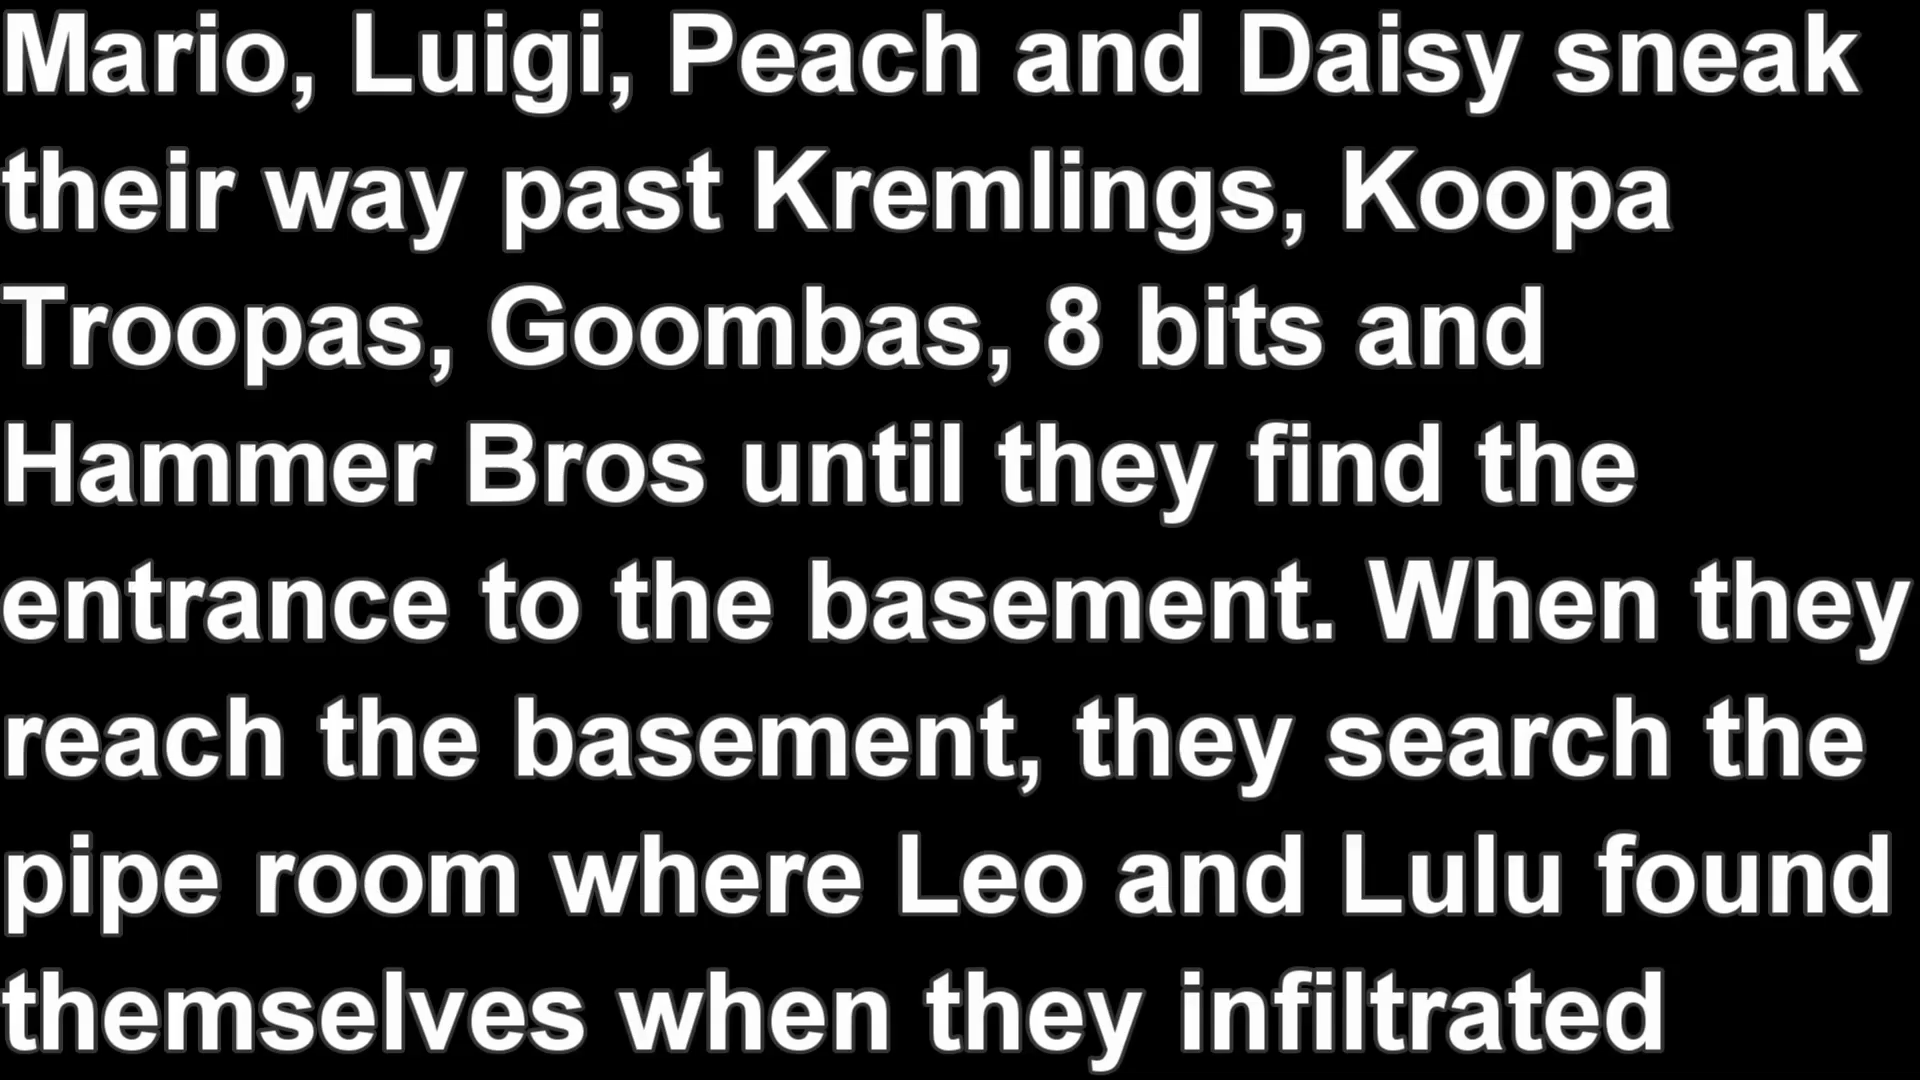 Mario, Luigi, Peach and Daisy sneak
their way past Kremlings, Koopa
Troopas, Goombas, 8 bits and
Hammer Bros until they find the
entrance to the basement. When they
reach the basement, they search the
pipe room where Leo and Lulu found
themselves when they infiltrated